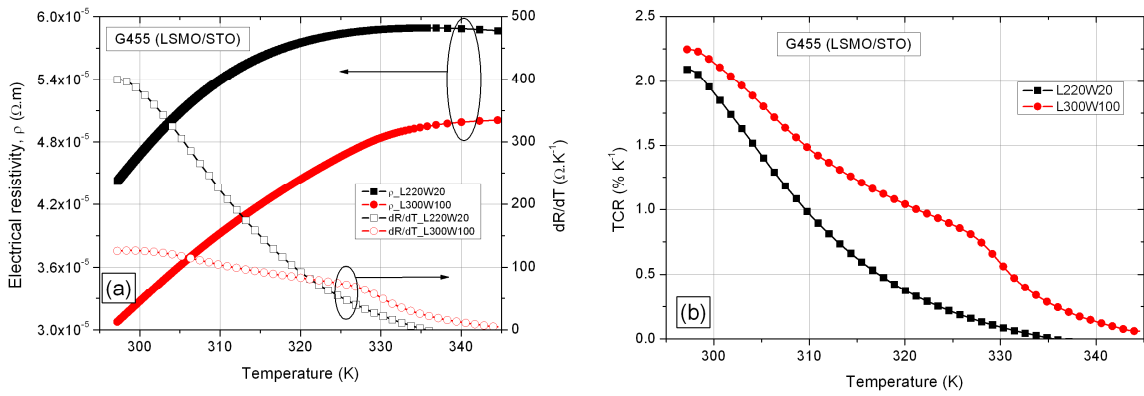 (a)
G455 (LSMO/STO)
6.0x10⁻⁵
5.4x10⁻⁵
4.8x10⁻⁵
4.2x10⁻⁵
3.6x10⁻⁵
3.0x10⁻⁵
Electrical resistivity, ρ (Ω.m)
500
400
300
200
100
0
dR/dT (Ω.K⁻¹)
ρ_L220W20
ρ_L300W100
dR/dT_L220W20
dR/dT_L300W100
300 310 320 330 340
Temperature (K)
G455 (LSMO/STO)
L220W20
L300W100
2.5
2.0
1.5
1.0
0.5
0.0
TCR (% K⁻¹)
(b)
300 310 320 330 340
Temperature (K)